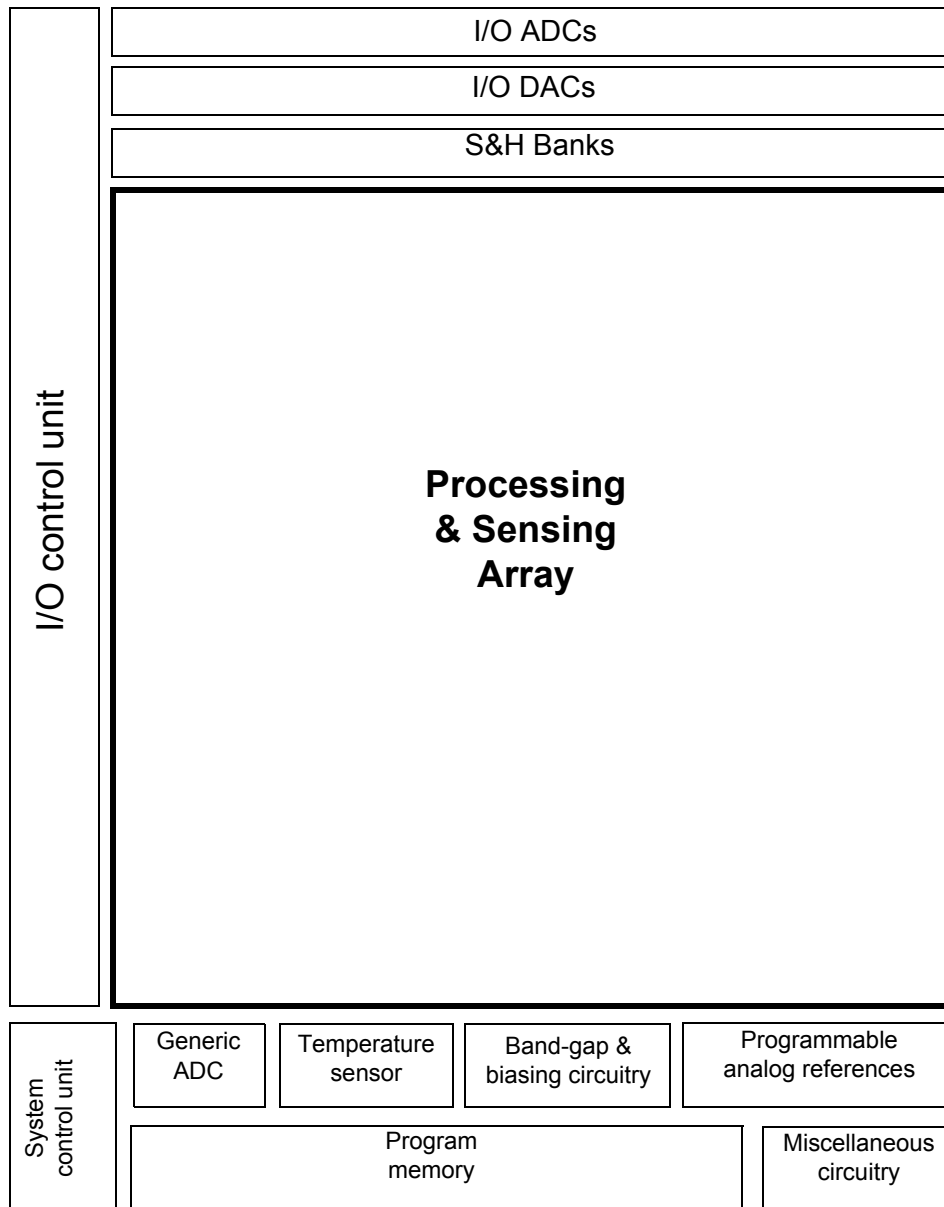 I/O ADCs
I/O DACs
S&H Banks
I/O control unit
Processing
& Sensing
Array
System
control unit
Generic
ADC
Temperature
sensor
Band-gap &
biasing circuitry
Programmable
analog references
Program
memory
Miscellaneous
circuitry